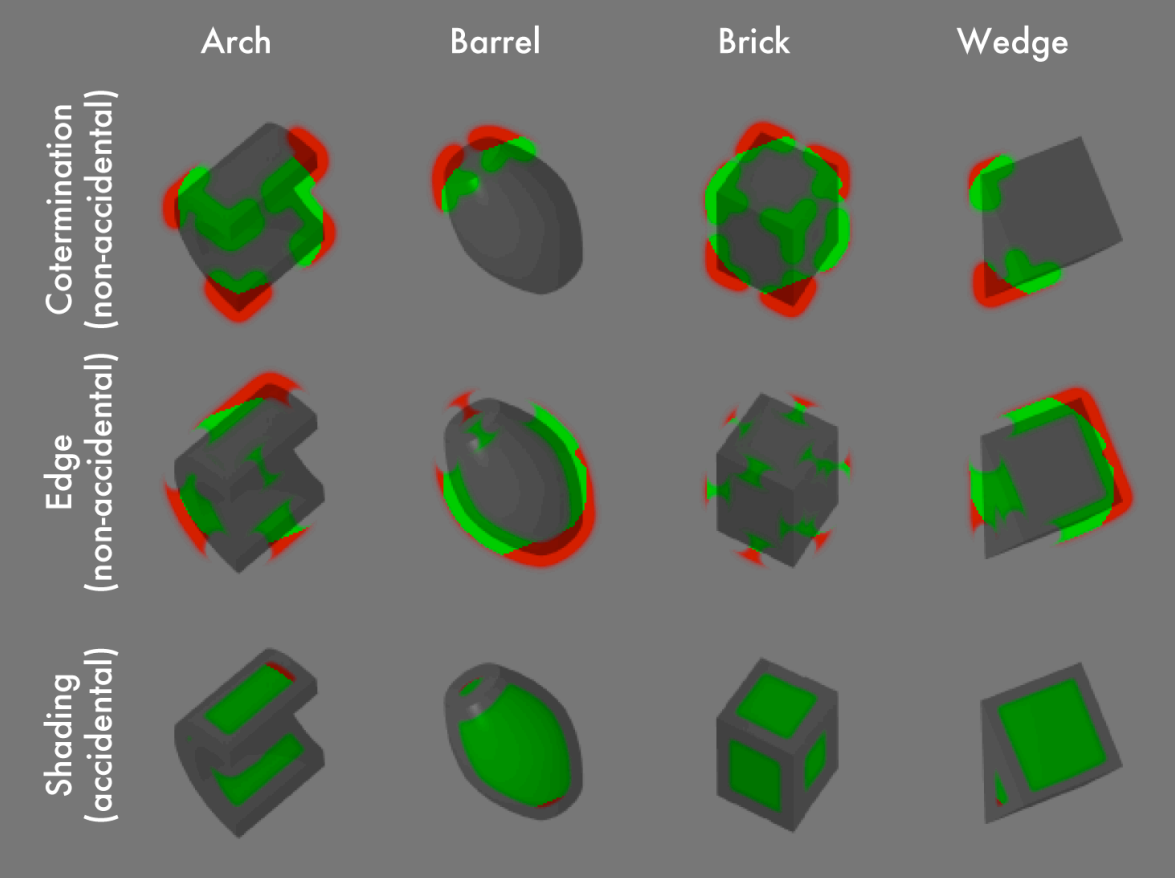 Arch
Barrel
Brick
Wedge
Cotermination
(non-accidental)
Edge
(non-accidental)
Shading
(accidental)